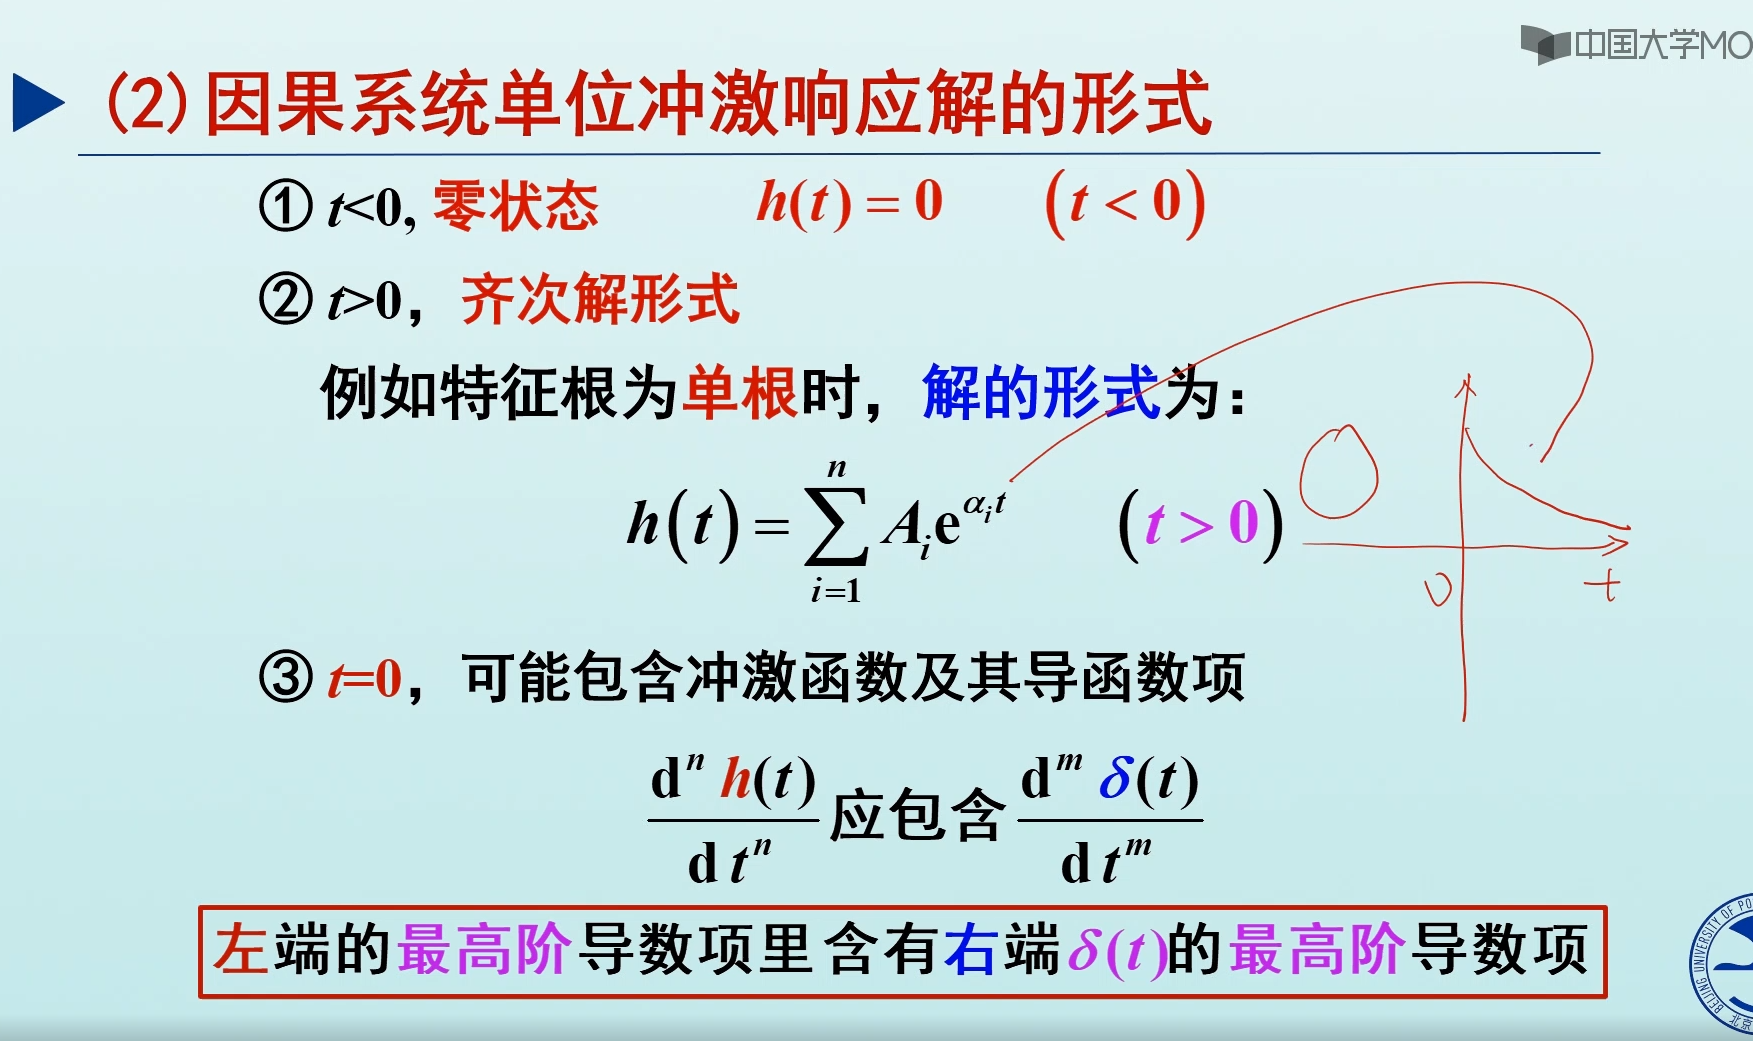 中国大学MO
(2)因果系统单位冲激响应解的形式
① t<0, 零状态 h(t) = 0 (t < 0)
② t>0，齐次解形式
例如特征根为单根时，解的形式为：
h(t) = \sum_{i=1}^{n} A_i e^{α_i t} (t > 0)
0 t
③ t=0，可能包含冲激函数及其导函数项
\frac{d^n h(t)}{d t^n} 应包含 \frac{d^m δ(t)}{d t^m}
左端的最高阶导数项里含有右端δ(t)的最高阶导数项
BEIJING UNIVERSITY OF PO
北京